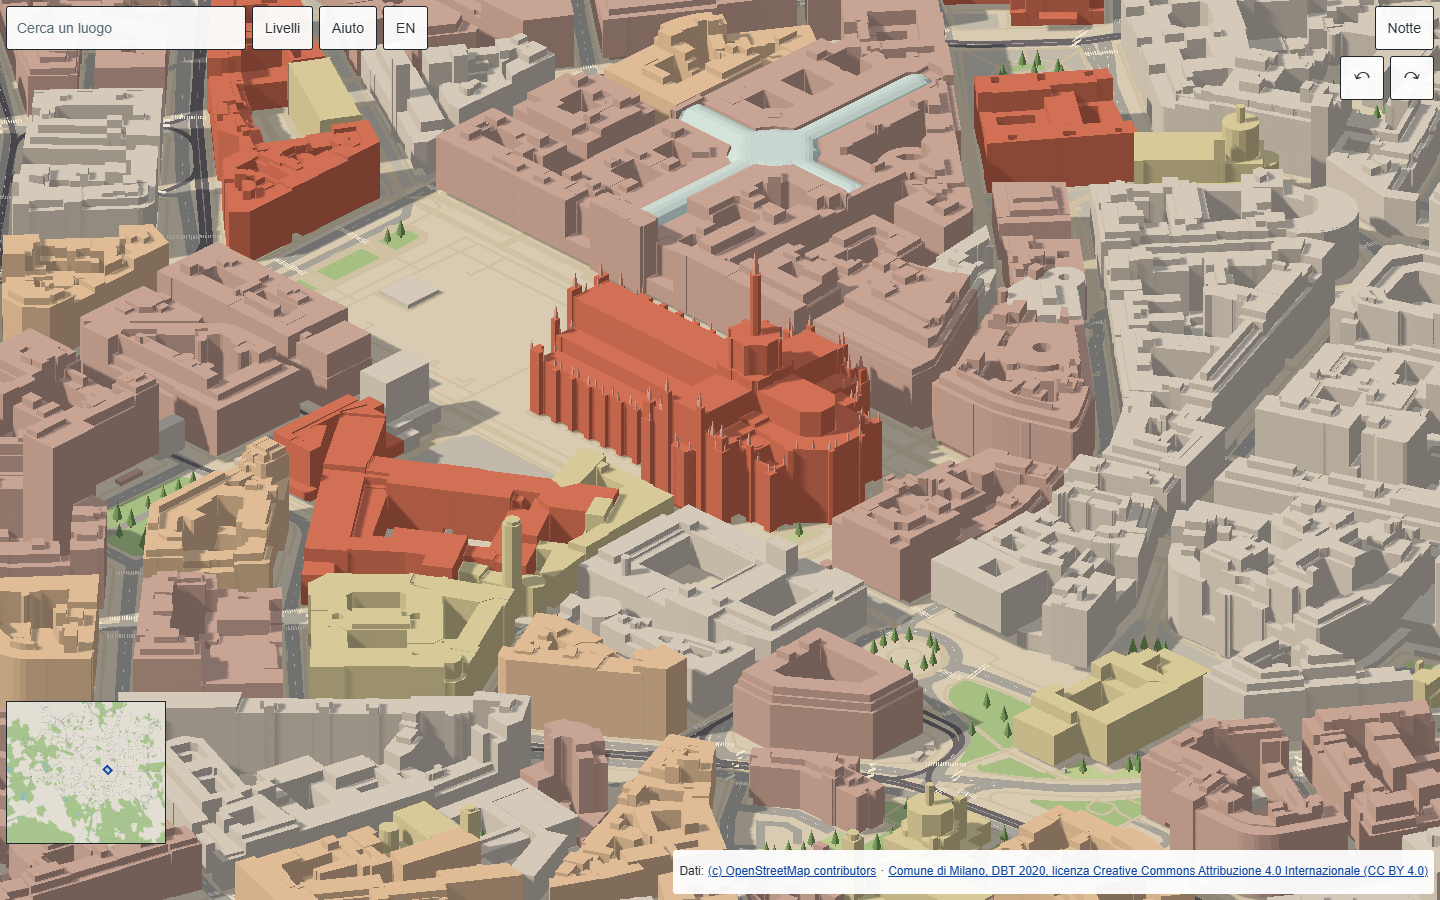 Cerca un luogo
Livelli
Aiuto
EN
Notte
Dati: (c) OpenStreetMap contributors · Comune di Milano, DBT 2020, licenza Creative Commons Attribuzione 4.0 Internazionale (CC BY 4.0)